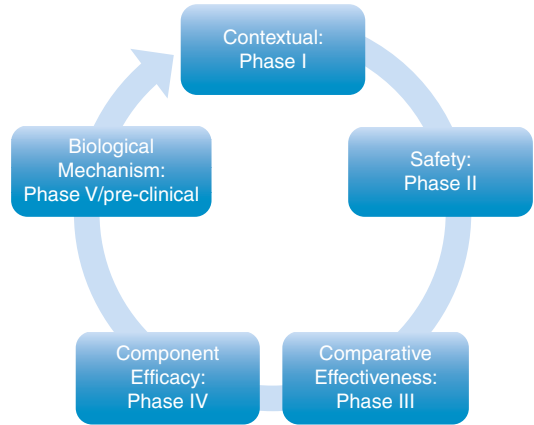 Contextual:
Phase I
Safety:
Phase II
Comparative
Effectiveness:
Phase III
Component
Efficacy:
Phase IV
Biological
Mechanism:
Phase V/pre-clinical